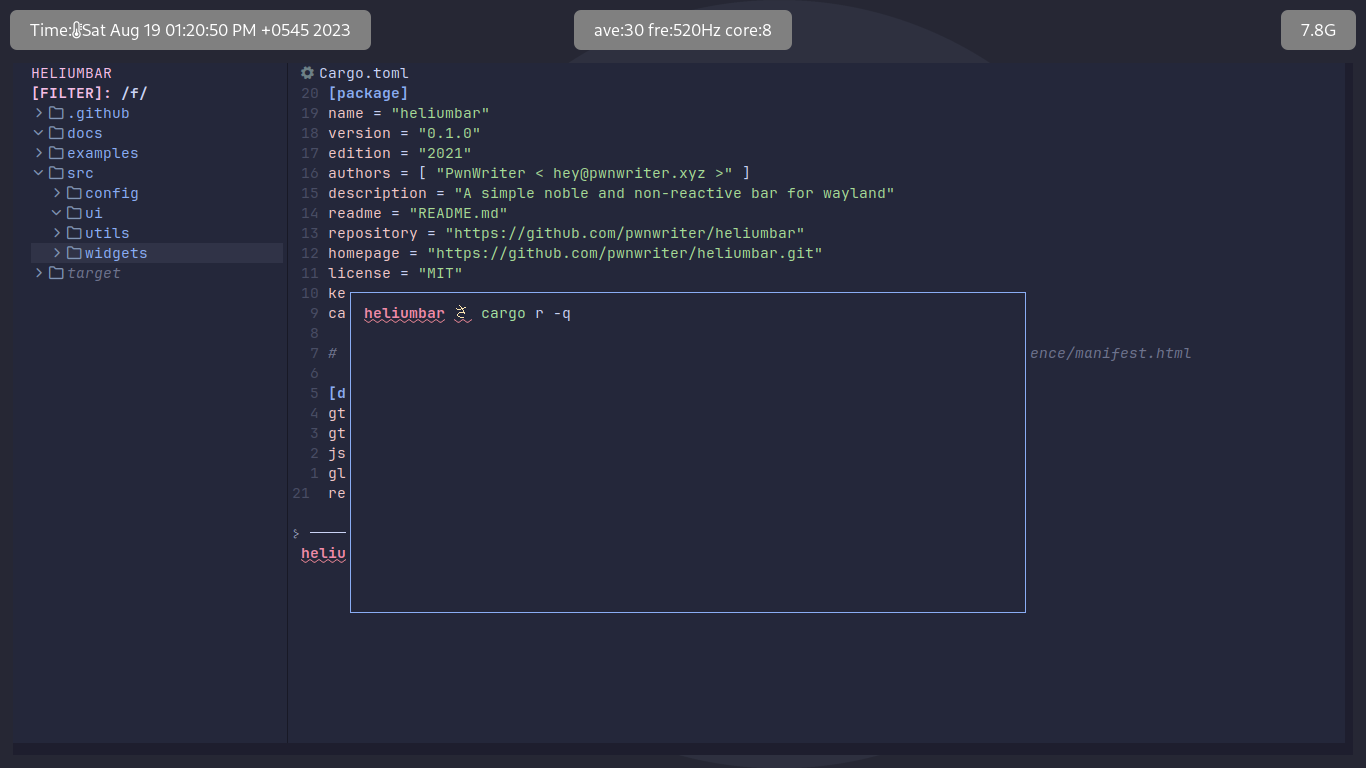 Time:🌡Sat Aug 19 01:20:50 PM +0545 2023
ave:30 fre:520Hz core:8
7.8G
HELIUMBAR
[FILTER]: /f/
.github
docs
examples
src
config
ui
utils
widgets
target
Cargo.toml
20 [package]
19 name = "heliumbar"
18 version = "0.1.0"
17 edition = "2021"
16 authors = [ "PwnWriter < hey@pwnwriter.xyz >" ]
15 description = "A simple noble and non-reactive bar for wayland"
14 readme = "README.md"
13 repository = "https://github.com/pwnwriter/heliumbar"
12 homepage = "https://github.com/pwnwriter/heliumbar.git"
11 license = "MIT"
10 ke
9 ca
8
7 # ence/manifest.html
6
5 [d
4 gt
3 gt
2 js
1 gl
21 re
heliu
heliumbar cargo r -q